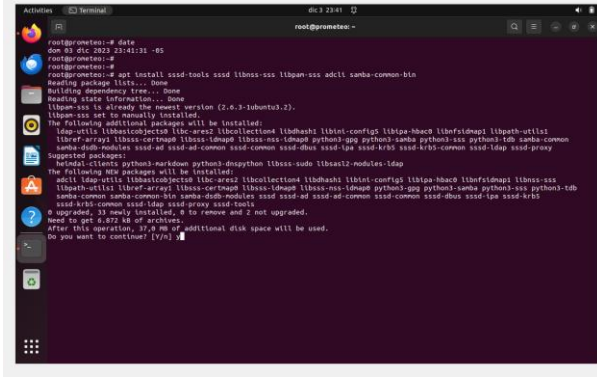 Activities
Terminal
dic 3 23:41
root@prometeo: ~
root@prometeo:~# date
dom 03 dic 2023 23:41:31 -05
root@prometeo:~#
root@prometeo:~#
root@prometeo:~# apt install sssd-tools sssd libnss-sss libpam-sss adcli samba-common-bin
Reading package lists... Done
Building dependency tree... Done
Reading state information... Done
libpam-sss is already the newest version (2.6.3-1ubuntu3.2).
libpam-sss set to manually installed.
The following additional packages will be installed:
ldap-utils libbasicobjects0 libc-ares2 libcollection4 libdhash1 libini-config5 libipa-hbac0 libnfsidmap1 libpath-utils1
libref-array1 libsss-certmap0 libsss-idmap0 libsss-nss-idmap0 python3-gpg python3-samba python3-sss python3-tdb samba-common
samba-dsdb-modules sssd-ad sssd-ad-common sssd-common sssd-dbus sssd-ipa sssd-krb5 sssd-krb5-common sssd-ldap sssd-proxy
Suggested packages:
heimdal-clients python3-markdown python3-dnspython libsss-sudo libsasl2-modules-ldap
The following NEW packages will be installed:
adcli ldap-utils libbasicobjects0 libc-ares2 libcollection4 libdhash1 libini-config5 libipa-hbac0 libnfsidmap1 libnss-sss
libpath-utils1 libref-array1 libsss-certmap0 libsss-idmap0 libsss-nss-idmap0 python3-gpg python3-samba python3-sss python3-tdb
samba-common samba-common-bin samba-dsdb-modules sssd sssd-ad sssd-ad-common sssd-common sssd-dbus sssd-ipa sssd-krb5
sssd-krb5-common sssd-ldap sssd-proxy sssd-tools
0 upgraded, 33 newly installed, 0 to remove and 2 not upgraded.
Need to get 6.872 kB of archives.
After this operation, 37,0 MB of additional disk space will be used.
Do you want to continue? [Y/n] y